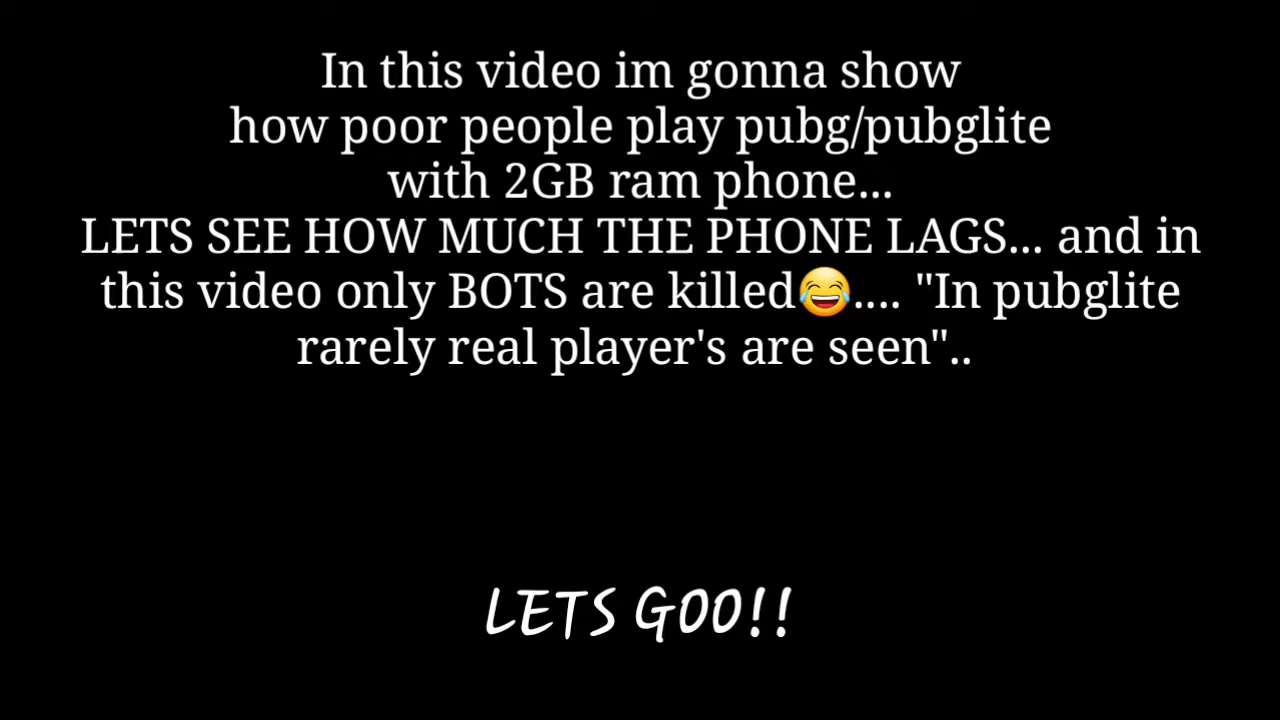 In this video im gonna show
how poor people play pubg/pubglite
with 2GB ram phone...
LETS SEE HOW MUCH THE PHONE LAGS... and in
this video only BOTS are killed😂.... "In pubglite
rarely real player's are seen"..
LETS GOO!!